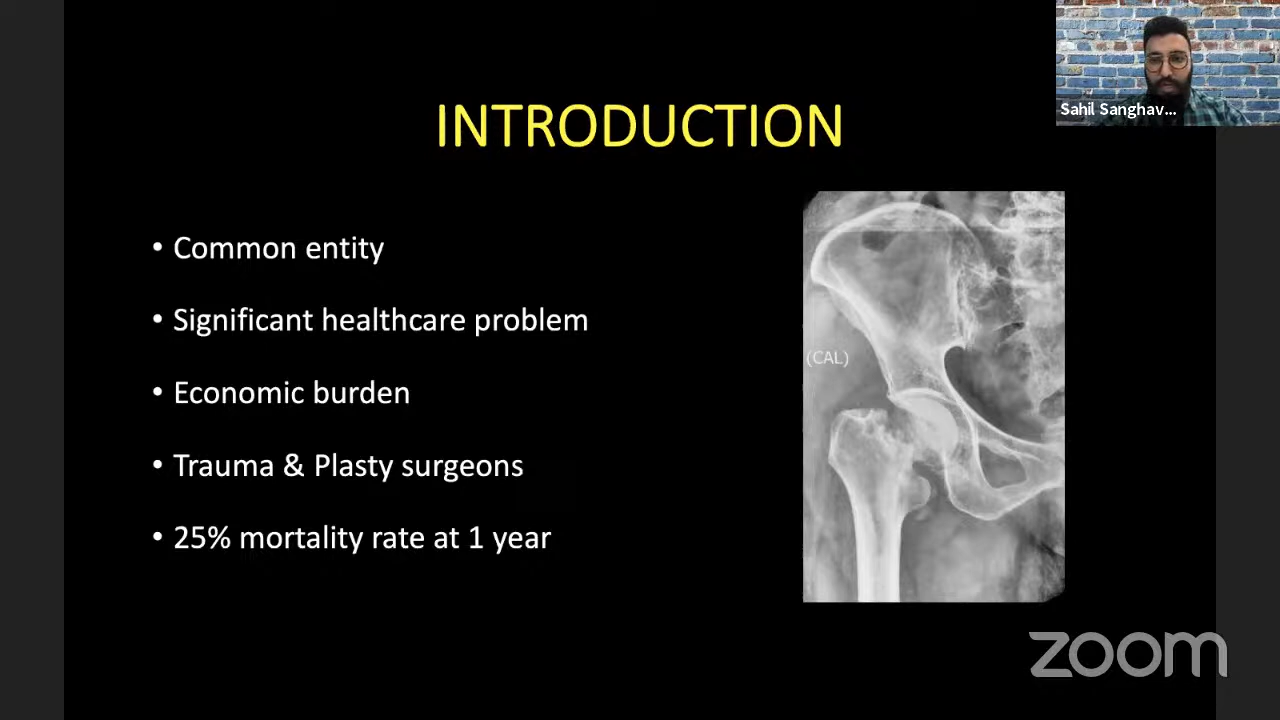 INTRODUCTION
Sahil Sanghav...
• Common entity
• Significant healthcare problem
• Economic burden
• Trauma & Plasty surgeons
• 25% mortality rate at 1 year
(CAL)
zoom